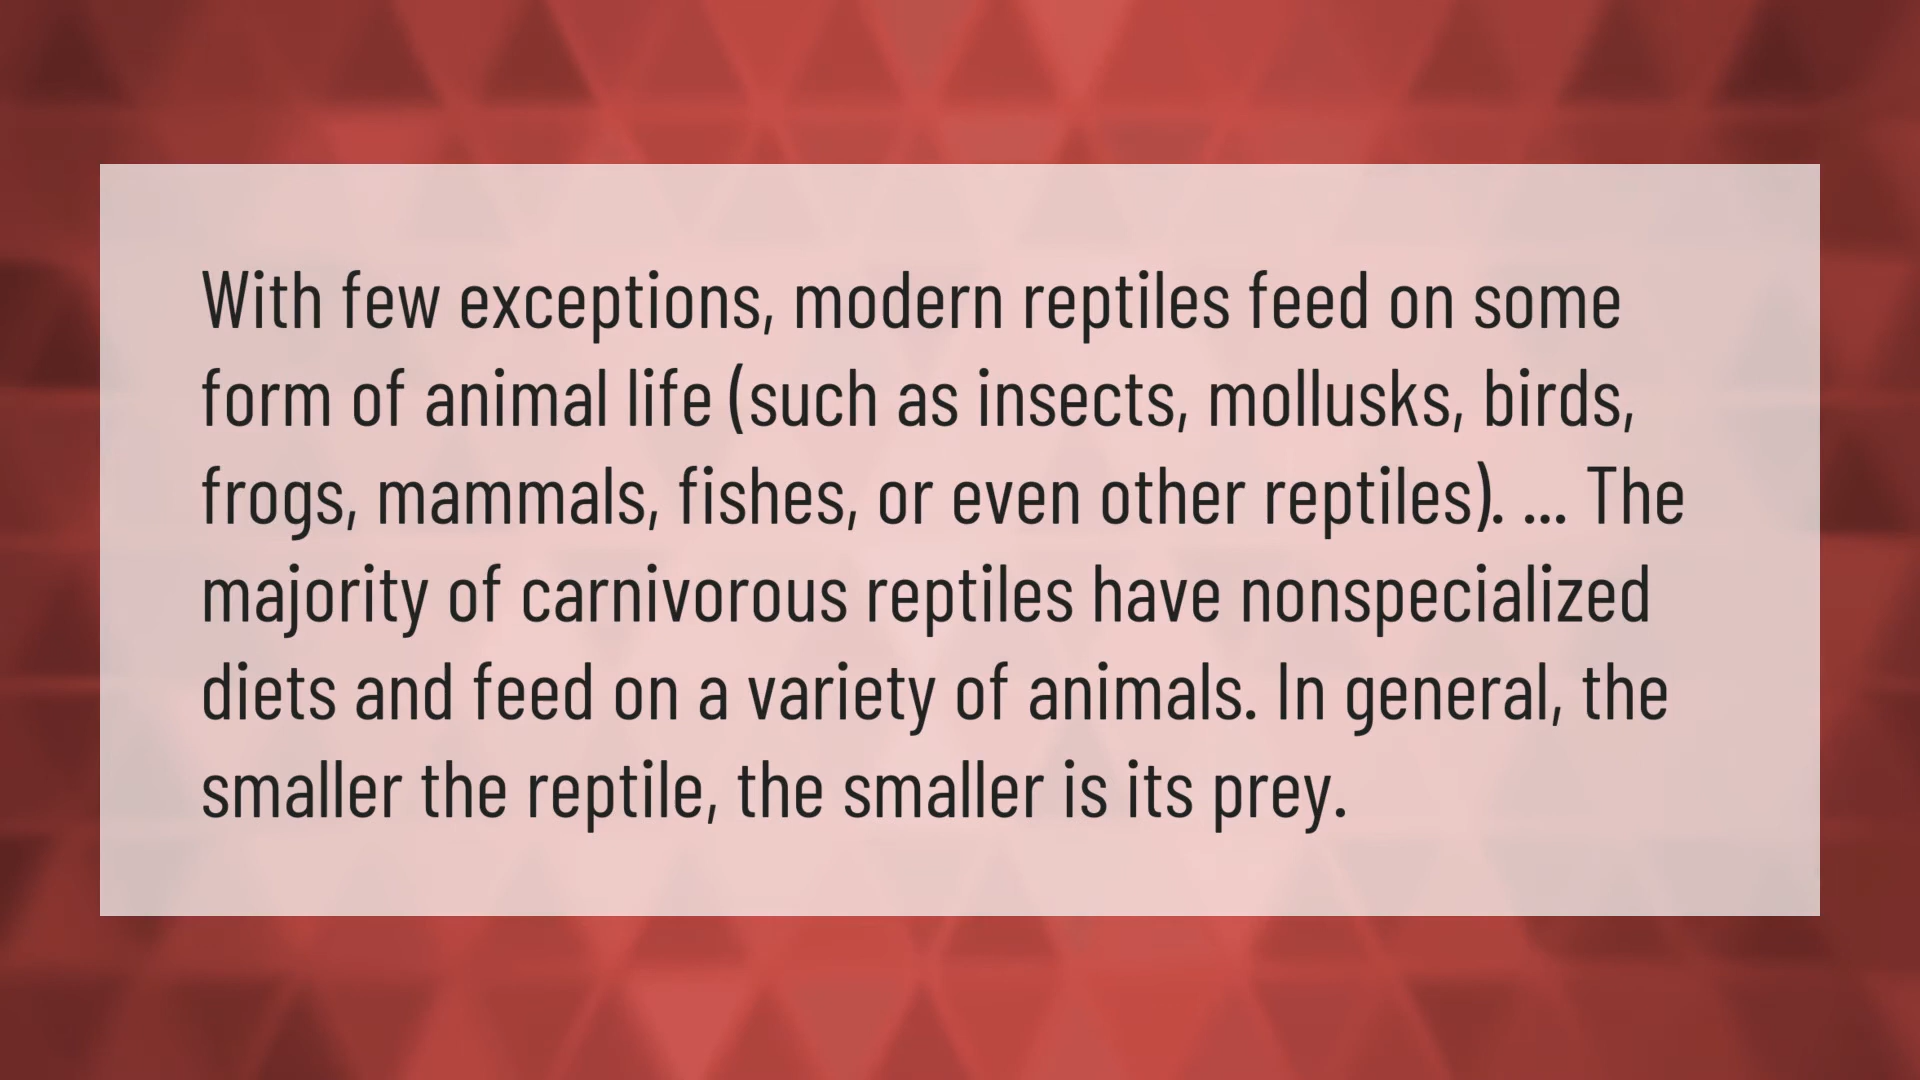 With few exceptions, modern reptiles feed on some
form of animal life (such as insects, mollusks, birds,
frogs, mammals, fishes, or even other reptiles). ... The
majority of carnivorous reptiles have nonspecialized
diets and feed on a variety of animals. In general, the
smaller the reptile, the smaller is its prey.